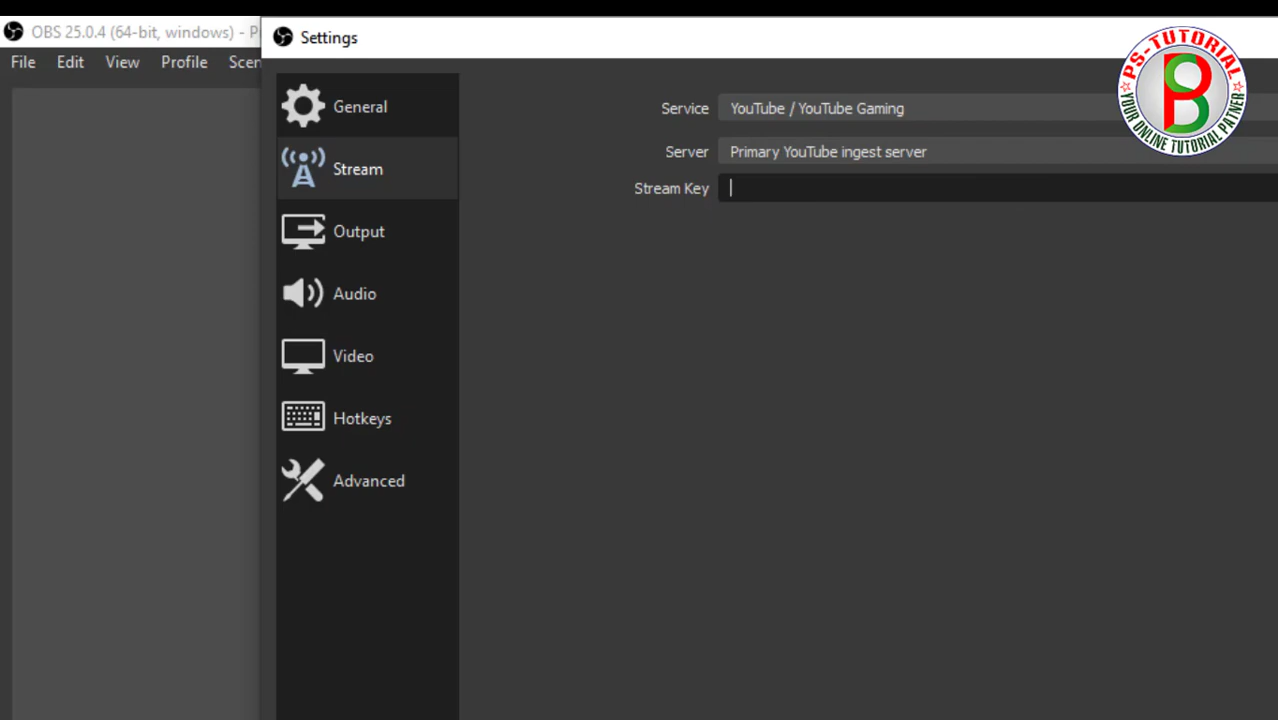 OBS 25.0.4 (64-bit, windows) - P
Settings
File Edit View Profile Scen
General
Stream
Output
Audio
Video
Hotkeys
Advanced
Service YouTube / YouTube Gaming
Server Primary YouTube ingest server
Stream Key
PS-TUTORIAL
PS
YOUR ONLINE TUTORIAL PATNER